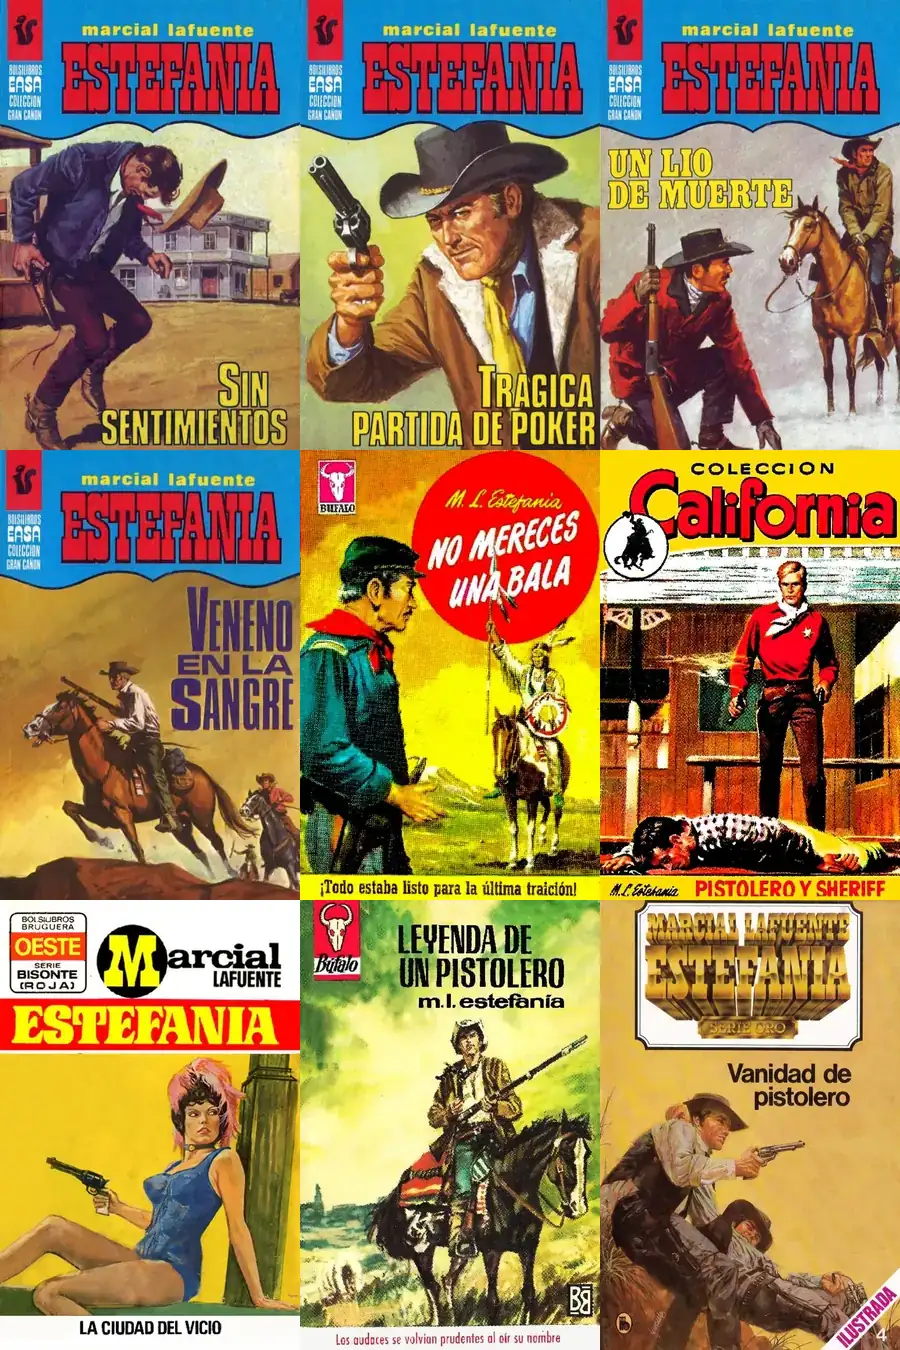 marcial lafuente
ESTEFANIA
BOLSILIBROS
EASA
COLECCION
GRAN CAÑON
SIN
SENTIMIENTOS
marcial lafuente
ESTEFANIA
BOLSILIBROS
EASA
COLECCION
GRAN CAÑON
TRAGICA
PARTIDA DE POKER
marcial lafuente
ESTEFANIA
BOLSILIBROS
EASA
COLECCION
GRAN CAÑON
UN LIO
DE MUERTE
marcial lafuente
ESTEFANIA
BOLSILIBROS
EASA
COLECCION
GRAN CAÑON
VENENO
EN LA
SANGRE
BUFALO
M. L. Estefania
NO MERECES
UNA BALA
¡Todo estaba listo para la última traición!
COLECCION
California
M.L. Estefania
PISTOLERO Y SHERIFF
BOLSILIBROS
BRUGUERA
OESTE
SERIE
BISONTE
(ROJA)
Marcial
LAFUENTE
ESTEFANIA
LA CIUDAD DEL VICIO
Búfalo
LEYENDA DE
UN PISTOLERO
m.l. estefanía
BB
Los audaces se volvían prudentes al oír su nombre
MARCIAL LAFUENTE
ESTEFANIA
SERIE ORO
Vanidad de
pistolero
ILUSTRADA
4